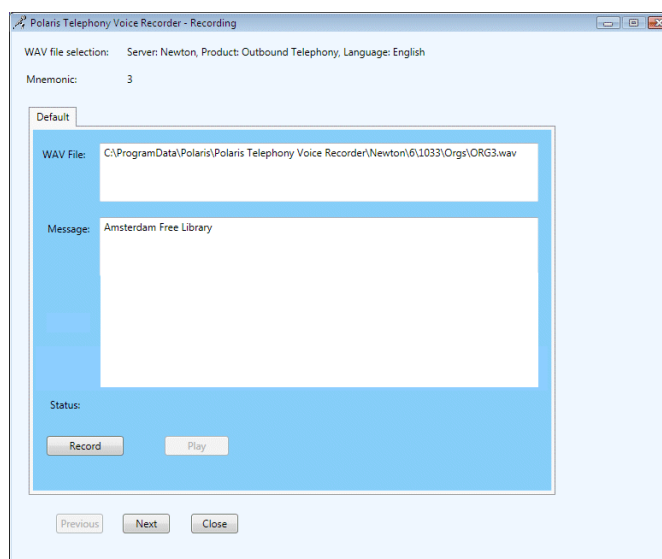 Polaris Telephony Voice Recorder - Recording
WAV file selection: Server: Newton, Product: Outbound Telephony, Language: English
Mnemonic: 3
Default
WAV File: C:\ProgramData\Polaris\Polaris Telephony Voice Recorder\Newton\6\1033\Orgs\ORG3.wav
Message: Amsterdam Free Library
Status:
Record Play
Previous Next Close